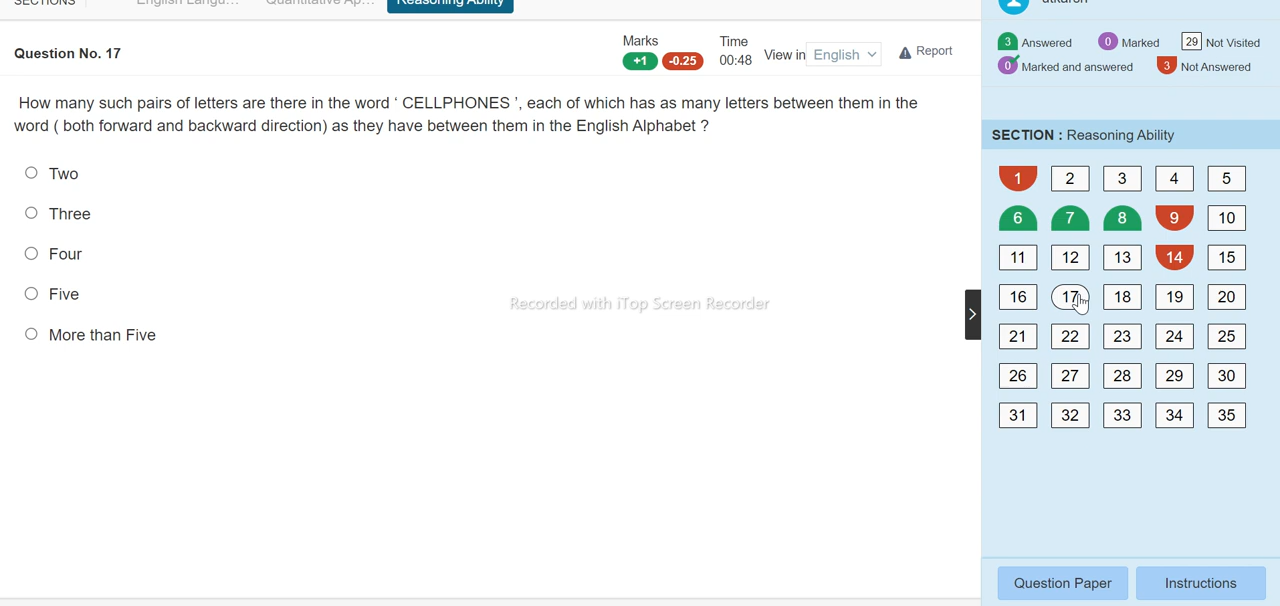 SECTIONS English Langu... Quantitative Ap... Reasoning Ability
utkarsh
Question No. 17
Marks
+1 -0.25
Time
00:48
View in English
Report
3 Answered 0 Marked 29 Not Visited
0 Marked and answered 3 Not Answered
How many such pairs of letters are there in the word ‘ CELLPHONES ’, each of which has as many letters between them in the
word ( both forward and backward direction) as they have between them in the English Alphabet ?
Two
Three
Four
Five
More than Five
SECTION : Reasoning Ability
1 2 3 4 5
6 7 8 9 10
11 12 13 14 15
16 17 18 19 20
21 22 23 24 25
26 27 28 29 30
31 32 33 34 35
Recorded with iTop Screen Recorder
Question Paper Instructions